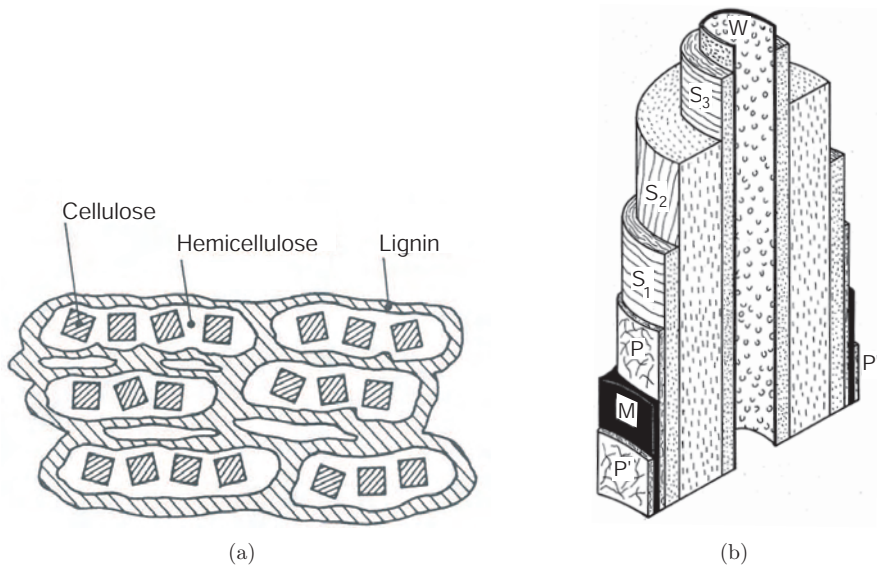 Cellulose
Hemicellulose
Lignin
(a)
W
S3
S2
S1
P
M
P'
P'
(b)